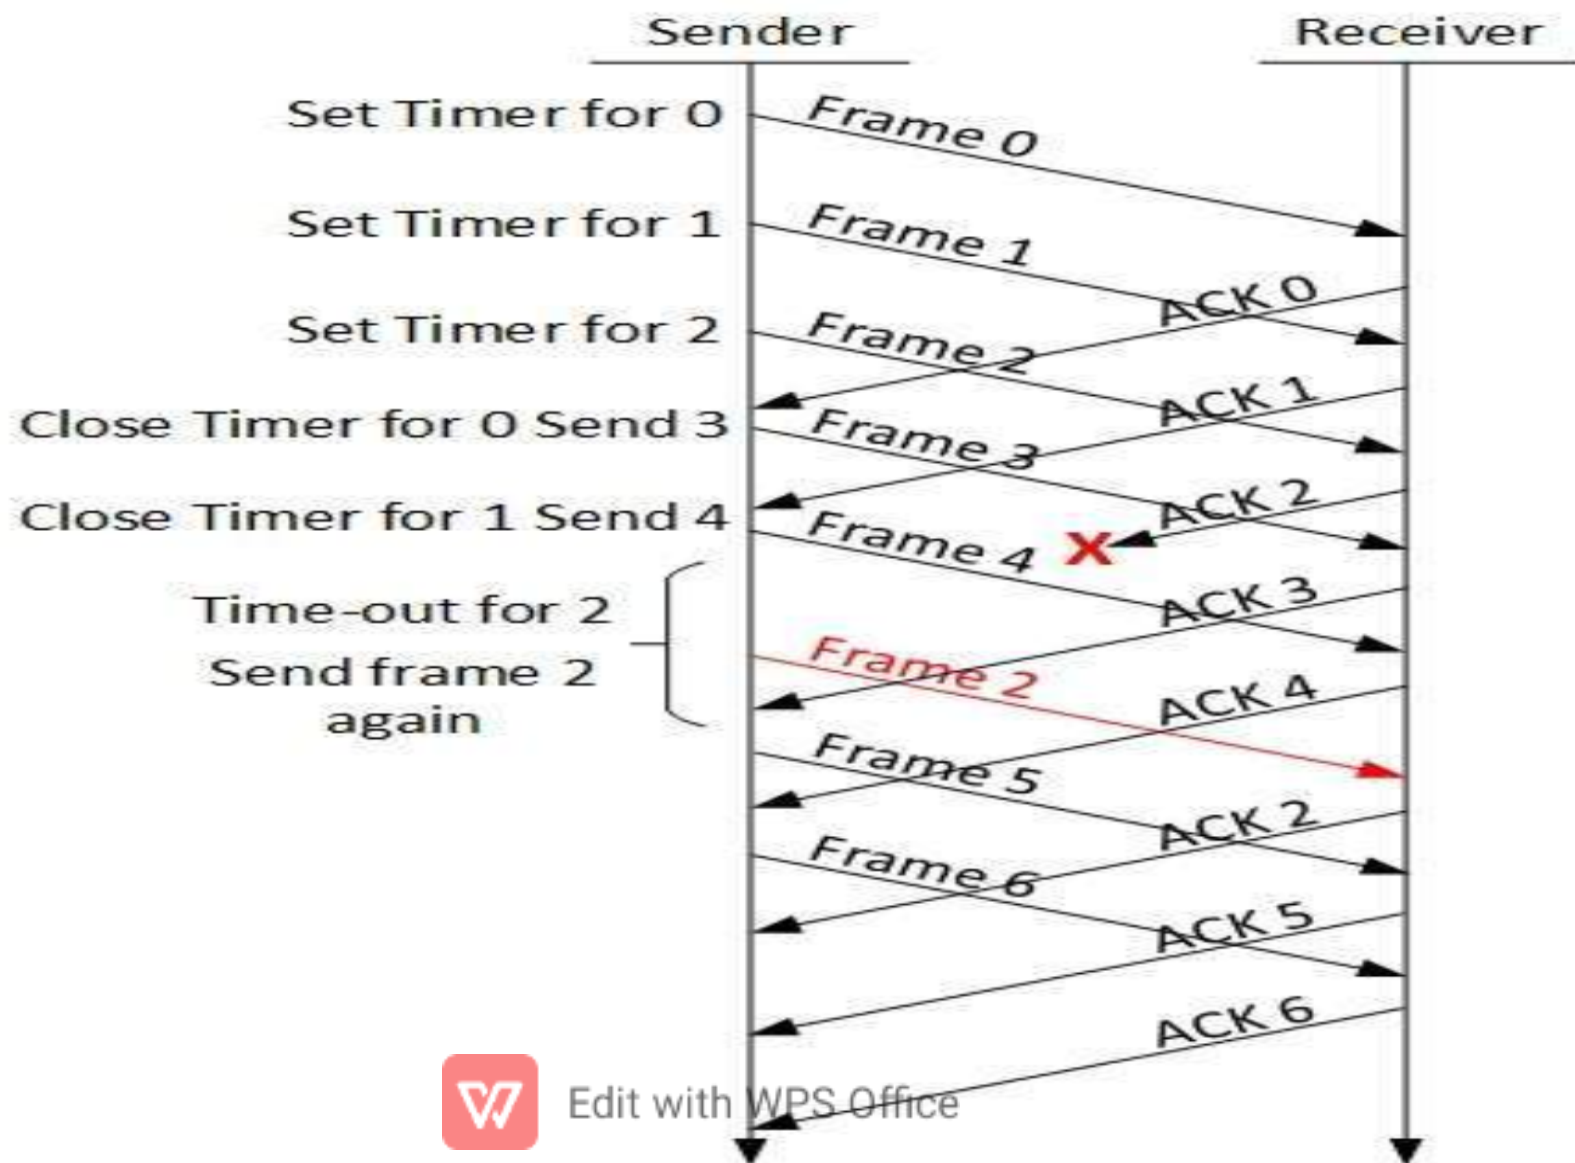 Sender
Receiver
Set Timer for 0
Frame 0
Set Timer for 1
Frame 1
ACK 0
Set Timer for 2
Frame 2
ACK 1
Close Timer for 0 Send 3
Frame 3
ACK 2
X
Close Timer for 1 Send 4
Frame 4
ACK 3
Time-out for 2
Send frame 2
again
Frame 2
ACK 4
Frame 5
ACK 2
Frame 6
ACK 5
ACK 6
W
Edit with WPS Office